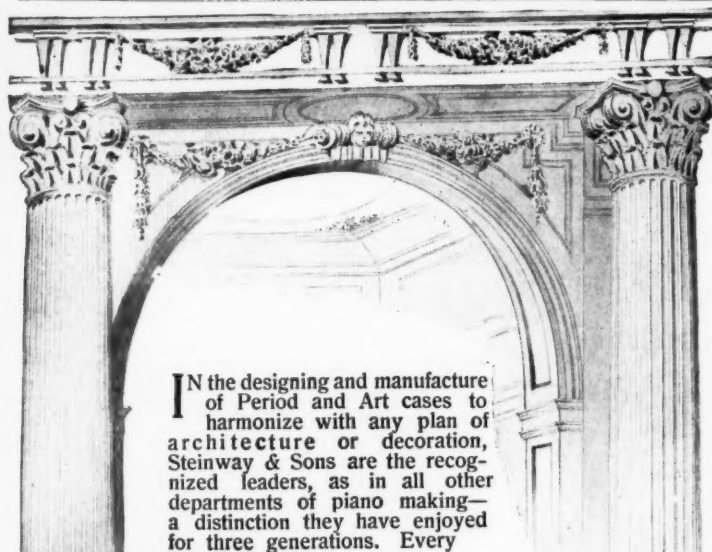 IN the designing and manufacture
of Period and Art cases to
harmonize with any plan of
architecture or decoration,
Steinway & Sons are the recog-
nized leaders, as in all other
departments of piano making—
a distinction they have enjoyed
for three generations. Every